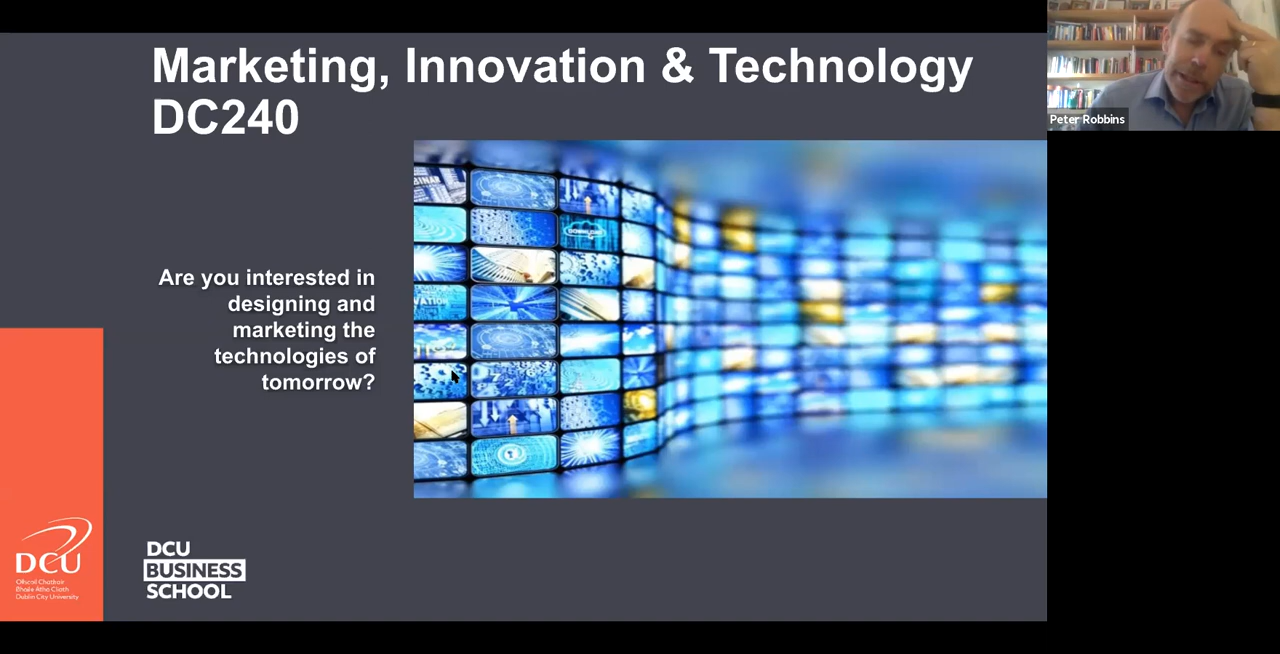 Marketing, Innovation & Technology
DC240
Peter Robbins
Are you interested in
designing and
marketing the
technologies of
tomorrow?
DOWNLOAD
DCU
Ollscoil Chathair
Bhaile Átha Cliath
Dublin City University
DCU
BUSINESS
SCHOOL